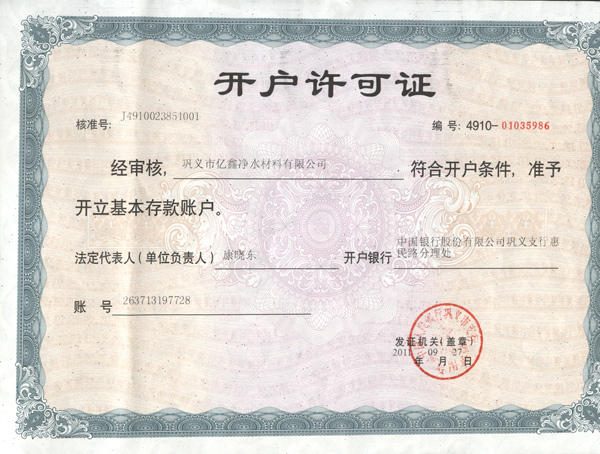 开户许可证
核准号: J4910023851001
编 号: 4910-01035986
经审核, 巩义市亿鑫净水材料有限公司 符合开户条件, 准予
开立基本存款账户。
法定代表人(单位负责人) 康晓东 开户银行 中国银行股份有限公司巩义支行惠
民路分理处
账 号 263713197728
发证机关(盖章)
2011 09 27
年 月 日